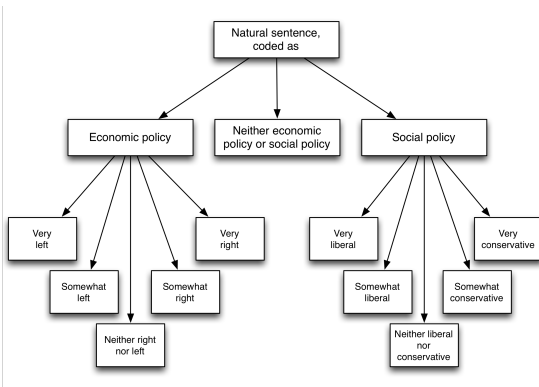 Natural sentence,
coded as
Economic policy
Neither economic
policy or social policy
Social policy
Very
left
Very
right
Very
liberal
Very
conservative
Somewhat
left
Somewhat
right
Somewhat
liberal
Somewhat
conservative
Neither right
nor left
Neither liberal
nor
conservative